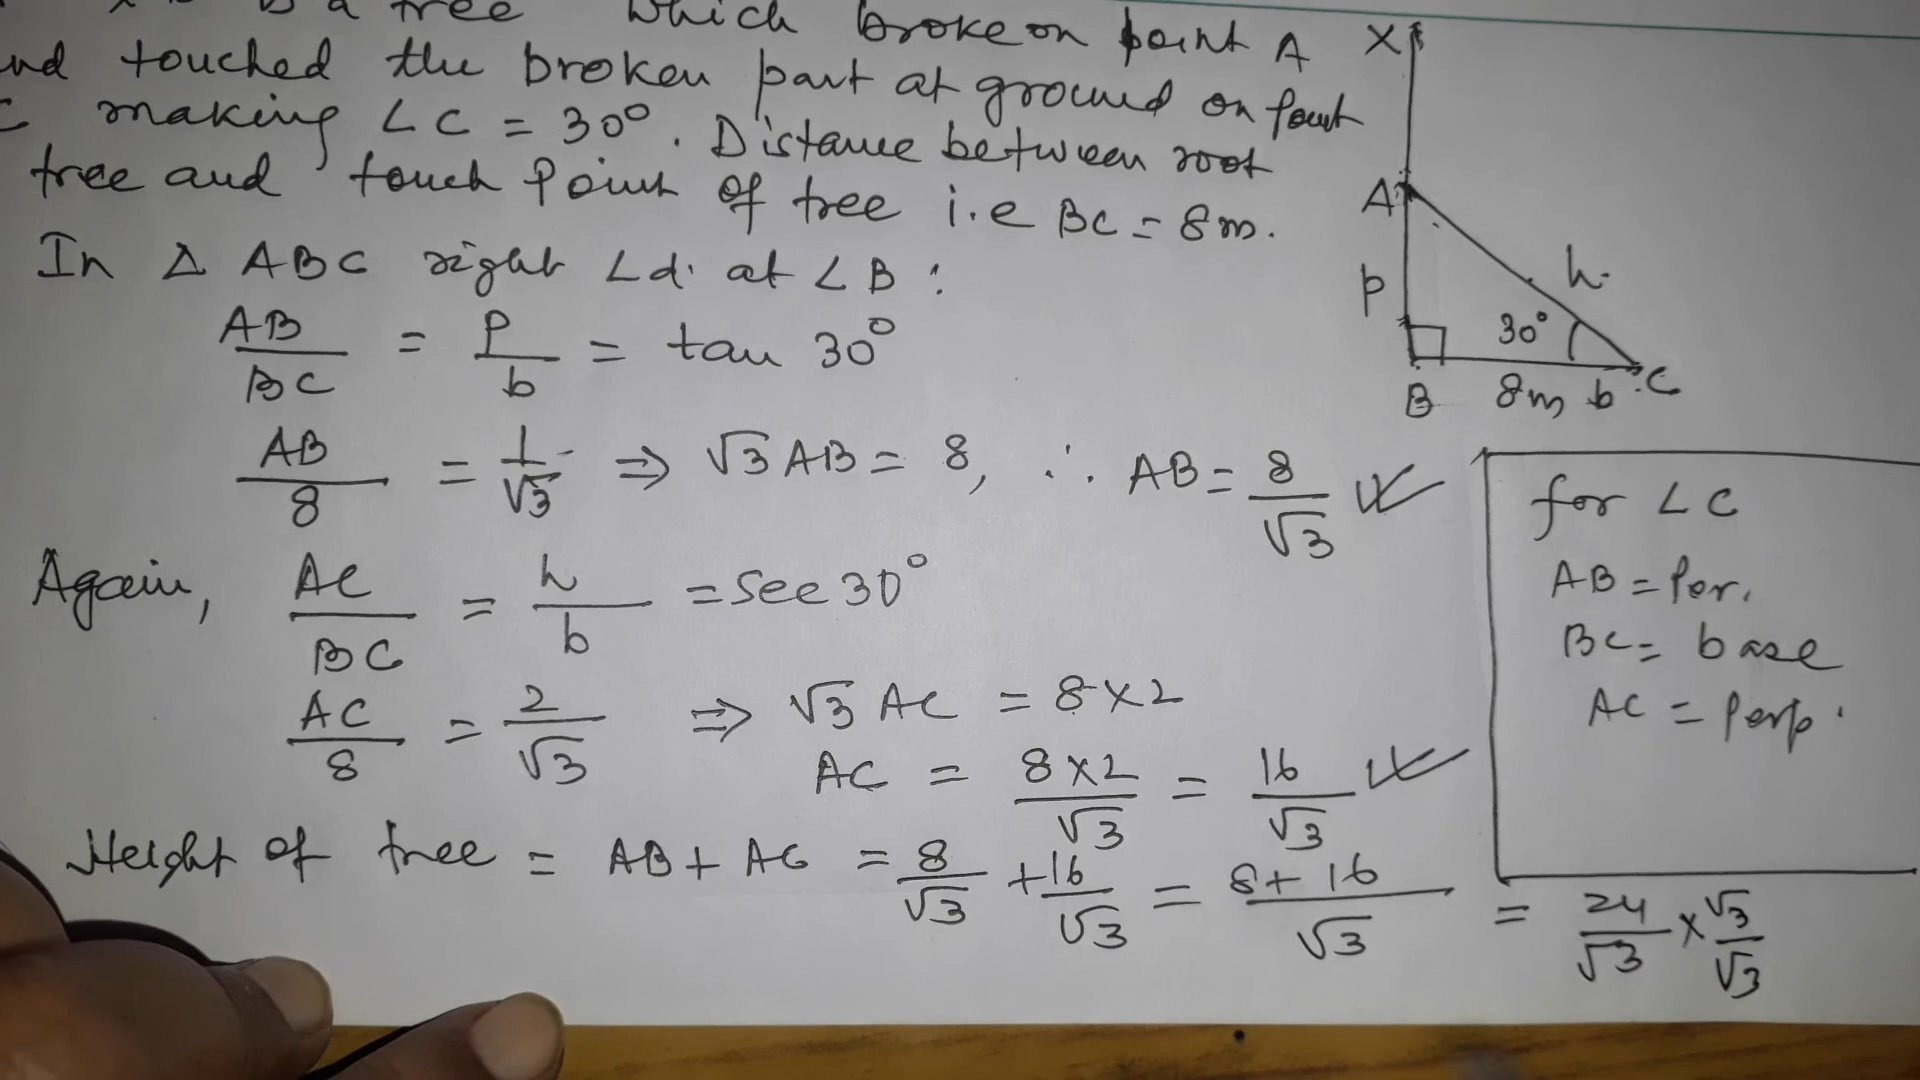 is a tree which broke on point A
and touched the broken part at ground on point
C making ∠C = 30°. Distance between root
tree and touch point of tree i.e BC = 8m.
In Δ ABC right ∠d. at ∠B :
AB/BC = P/b = tan 30°
AB/8 = 1/√3 ⇒ √3 AB = 8, ∴ AB = 8/√3
Again, AC/BC = h/b = Sec 30°
AC/8 = 2/√3 ⇒ √3 AC = 8×2
AC = 8×2/√3 = 16/√3
Height of tree = AB + AC = 8/√3 + 16/√3 = 8+16/√3 = 24/√3 × √3/√3
X
A
P
h
30°
B
8m b
C
for ∠C
AB = Per.
BC = base
AC = Perp.